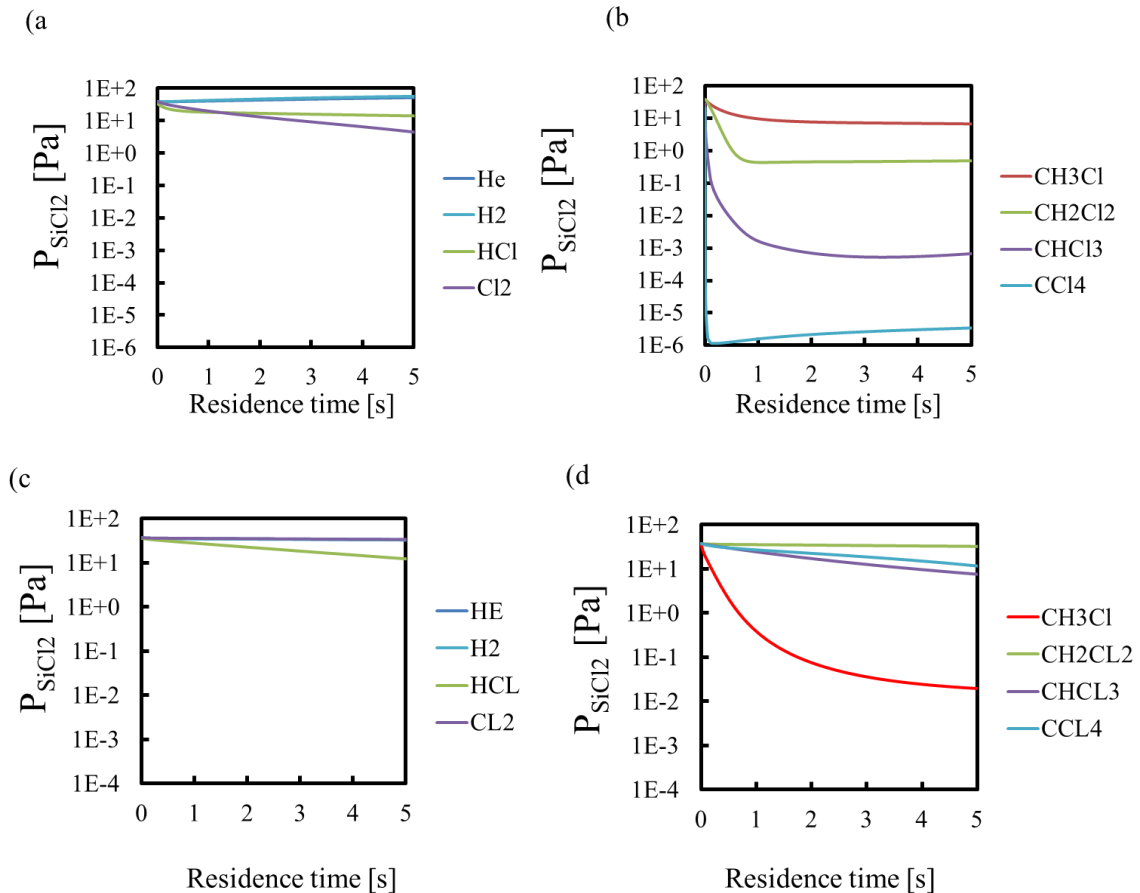 (a
1E+2
1E+1
1E+0
1E-1
1E-2
1E-3
1E-4
1E-5
1E-6
P_SiCl2 [Pa]
0 1 2 3 4 5
Residence time [s]
He
H2
HCl
Cl2
(b)
1E+2
1E+1
1E+0
1E-1
1E-2
1E-3
1E-4
1E-5
1E-6
P_SiCl2 [Pa]
0 1 2 3 4 5
Residence time [s]
CH3Cl
CH2Cl2
CHCl3
CCl4
(c
1E+2
1E+1
1E+0
1E-1
1E-2
1E-3
1E-4
P_SiCl2 [Pa]
0 1 2 3 4 5
Residence time [s]
HE
H2
HCL
CL2
(d
1E+2
1E+1
1E+0
1E-1
1E-2
1E-3
1E-4
P_SiCl2 [Pa]
0 1 2 3 4 5
Residence time [s]
CH3Cl
CH2CL2
CHCL3
CCL4